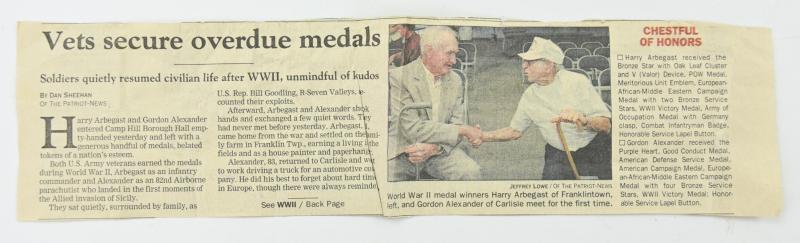 Vets secure overdue medals
Soldiers quietly resumed civilian life after WWII, unmindful of kudos
BY DAN SHEEHAN
OF THE PATRIOT-NEWS
Harry Arbegast and Gordon Alexander
entered Camp Hill Borough Hall emp-
ty-handed yesterday and left with a
generous handful of medals, belated
tokens of a nation's esteem.
Both U.S. Army veterans earned the medals
during World War II, Arbegast as an infantry
commander and Alexander as an 82nd Airborne
parachutist who landed in the first moments of
the Allied invasion of Sicily.
They sat quietly, surrounded by family, as
U.S. Rep. Bill Goodling, R-Seven Valleys,
counted their exploits.
Afterward, Arbegast and Alexander shook
hands and exchanged a few quiet words. They
had never met before yesterday. Arbegast,
came home from the war and settled on the
ly farm in Franklin Twp., earning a living
fields and as a house painter and paperhanger.
Alexander, 83, returned to Carlisle and
to work driving a truck for an automotive
pany. He did his best to forget about hard
in Europe, though there were always
See WWII / Back Page
JEFFREY LOWE / OF THE PATRIOT-NEWS
World War II medal winners Harry Arbegast of Franklintown,
left, and Gordon Alexander of Carlisle meet for the first time.
CHESTFUL
OF HONORS
□ Harry Arbegast received the
Bronze Star with Oak Leaf Cluster
and V (Valor) Device, POW Medal,
Meritorious Unit Emblem, European-
African-Middle Eastern Campaign
Medal with two Bronze Service
Stars, WWII Victory Medal, Army of
Occupation Medal with Germany
clasp, Combat Infantryman Badge,
Honorable Service Lapel Button.
□ Gordon Alexander received the
Purple Heart, Good Conduct Medal,
American Defense Service Medal,
American Campaign Medal, Europe-
an-African-Middle Eastern Campaign
Medal with four Bronze Service
Stars, WWII Victory Medal, Honor-
able Service Lapel Button.